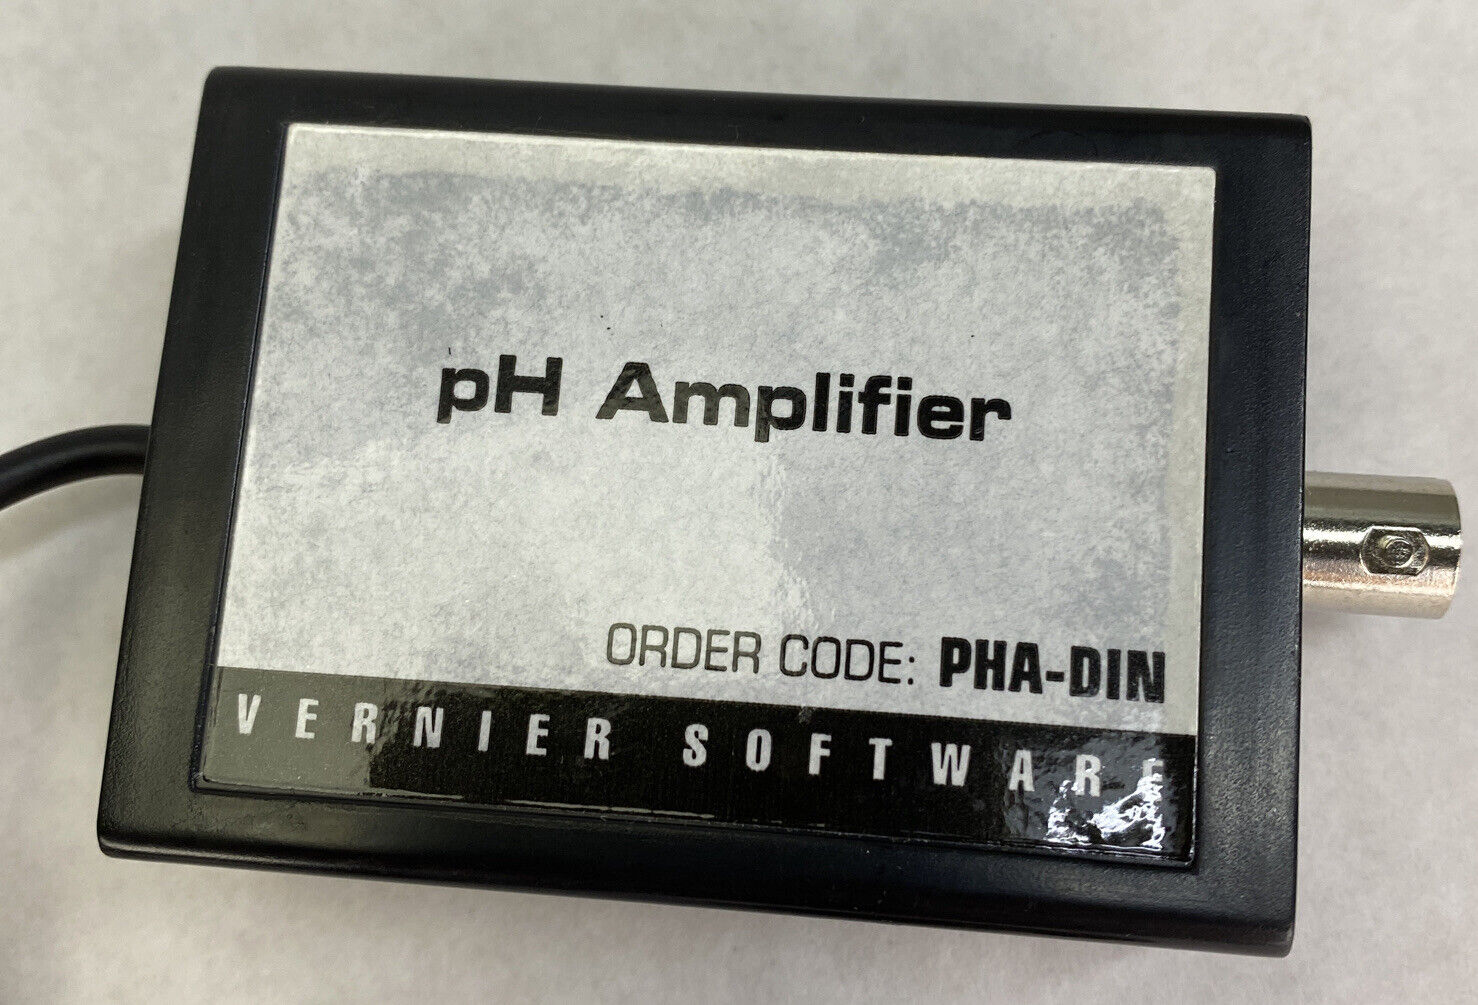 pH Amplifier
ORDER CODE: PHA-DIN
VERNIER SOFTWARE